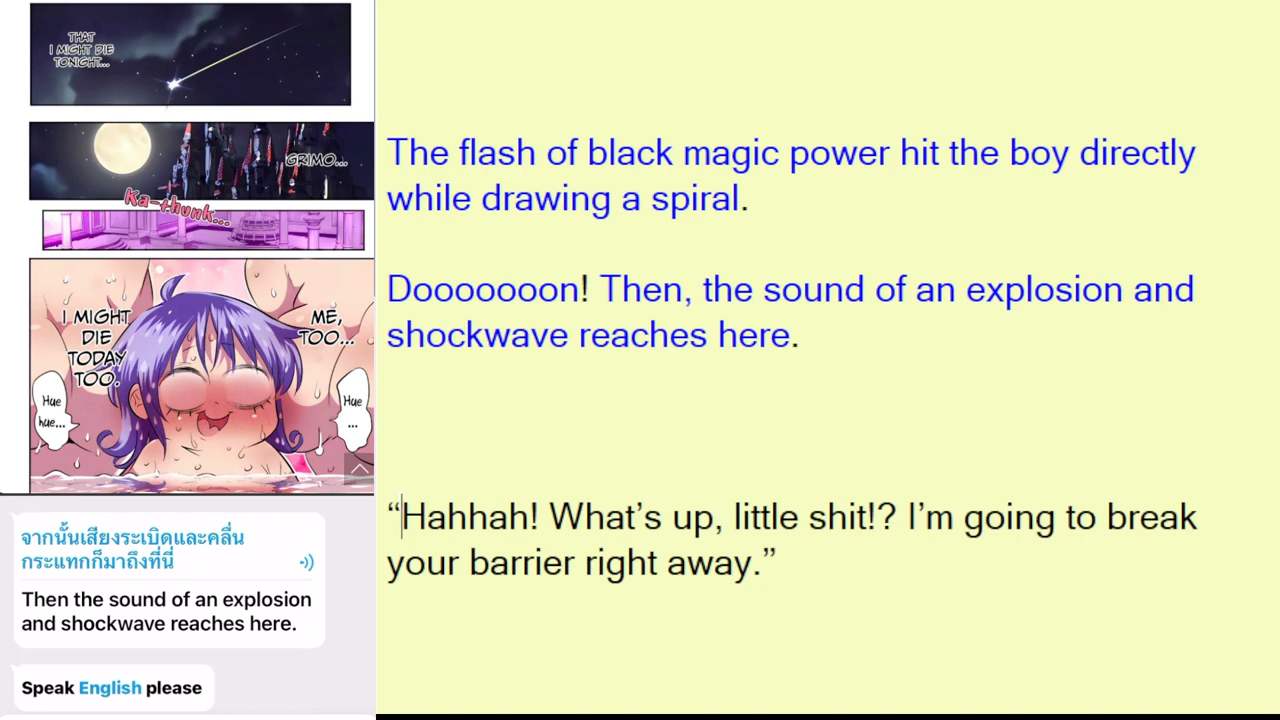 THAT
I MIGHT DIE
TONIGHT...
GRIMO...
Ka-thunk...
ME,
TOO...
I MIGHT
DIE
TODAY
TOO.
Hue
...
Hue
hue...
จากนั้นเสียงระเบิดและคลื่น
กระแทกก็มาถึงที่นี่
Then the sound of an explosion
and shockwave reaches here.
Speak English please
The flash of black magic power hit the boy directly
while drawing a spiral.
Dooooooon! Then, the sound of an explosion and
shockwave reaches here.
“Hahhah! What’s up, little shit!? I’m going to break
your barrier right away.”